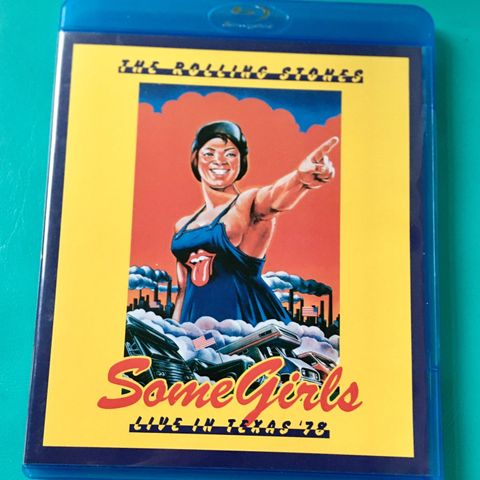 THE ROLLING STONES
Some Girls
LIVE IN TEXAS '78